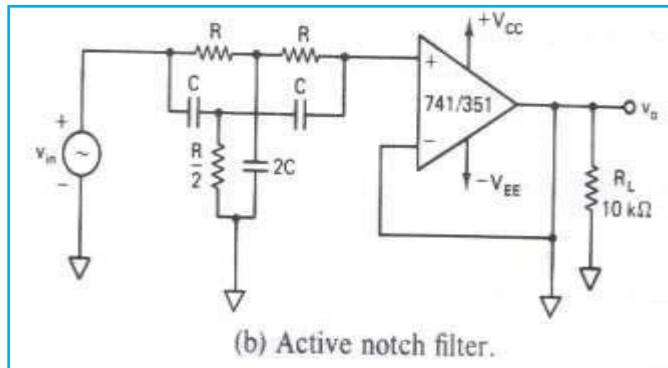 +V_CC
R
R
C
C
+
741/351
v_o
+
v_in
~
−
R/2
2C
−
−V_EE
R_L
10 kΩ
(b) Active notch filter.